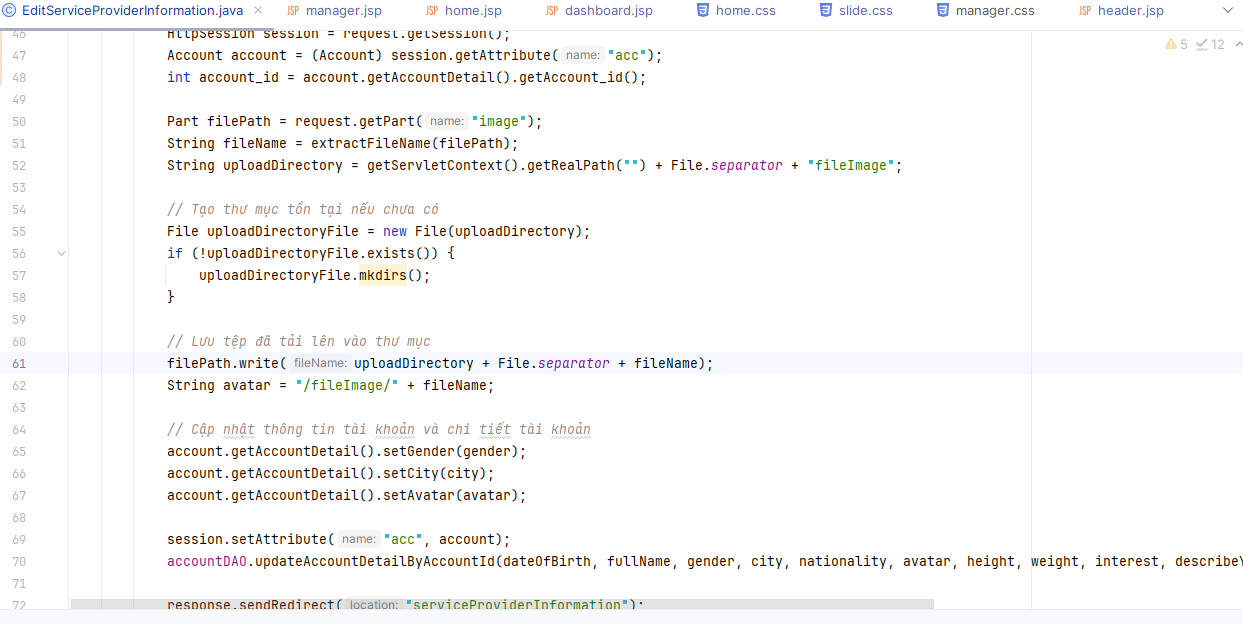 EditServiceProviderInformation.java manager.jsp home.jsp dashboard.jsp home.css slide.css manager.css header.jsp
46 HttpSession session = request.getSession();
5 12
47 Account account = (Account) session.getAttribute( name: "acc");
48 int account_id = account.getAccountDetail().getAccount_id();
49
50 Part filePath = request.getPart( name: "image");
51 String fileName = extractFileName(filePath);
52 String uploadDirectory = getServletContext().getRealPath("") + File.separator + "fileImage";
53
54 // Tạo thư mục tồn tại nếu chưa có
55 File uploadDirectoryFile = new File(uploadDirectory);
56 if (!uploadDirectoryFile.exists()) {
57 uploadDirectoryFile.mkdirs();
58 }
59
60 // Lưu tệp đã tải lên vào thư mục
61 filePath.write( fileName: uploadDirectory + File.separator + fileName);
62 String avatar = "/fileImage/" + fileName;
63
64 // Cập nhật thông tin tài khoản và chi tiết tài khoản
65 account.getAccountDetail().setGender(gender);
66 account.getAccountDetail().setCity(city);
67 account.getAccountDetail().setAvatar(avatar);
68
69 session.setAttribute( name: "acc", account);
70 accountDAO.updateAccountDetailByAccountId(dateOfBirth, fullName, gender, city, nationality, avatar, height, weight, interest, describeY
71
72 response.sendRedirect( location: "serviceProviderInformation");